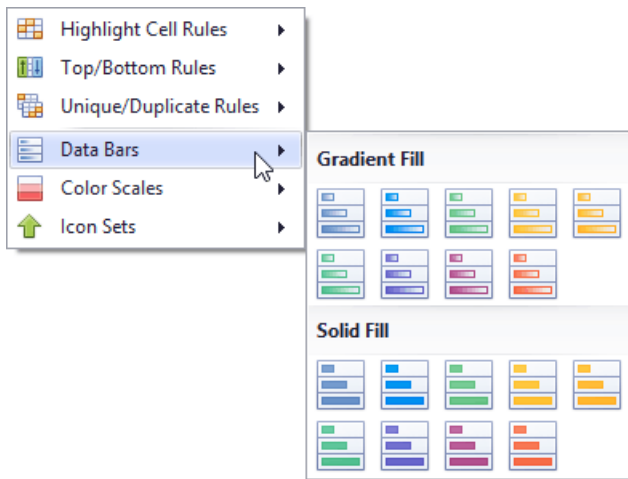 Highlight Cell Rules
Top/Bottom Rules
Unique/Duplicate Rules
Data Bars
Color Scales
Icon Sets
Gradient Fill
Solid Fill